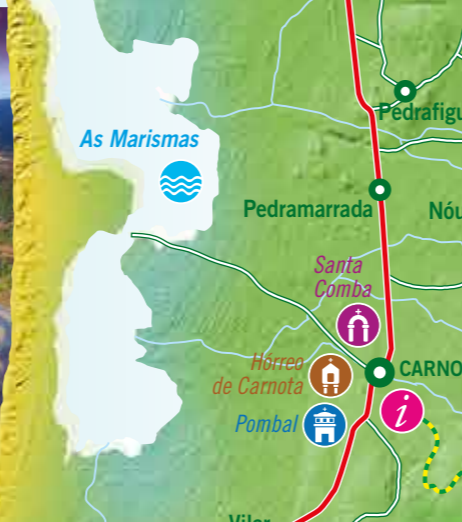 Pedrafigu
As Marismas
Pedramarrada
Nóu
Santa
Comba
Hórreo
de Carnota
CARNO
Pombal
i
Vilar